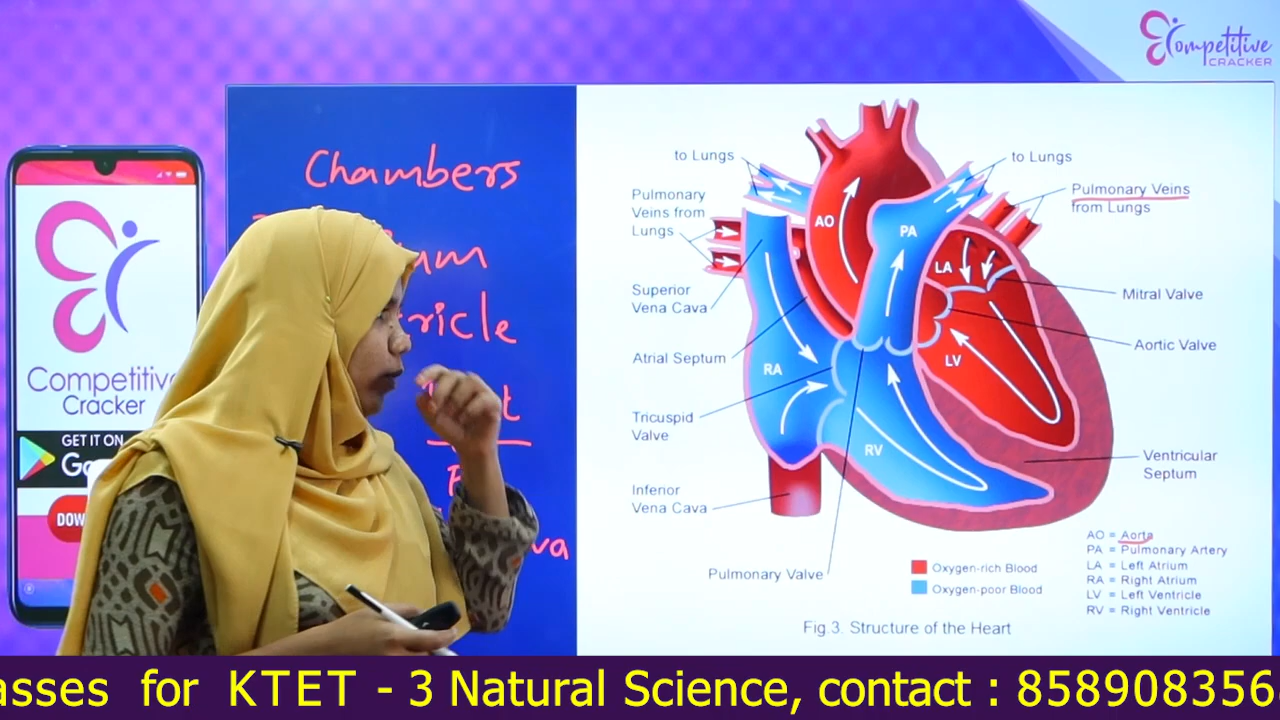 Competitive
CRACKER
Competitive
Cracker
GET IT ON
Chambers
to Lungs
Pulmonary
Veins from
Lungs
Superior
Vena Cava
Atrial Septum
Tricuspid
Valve
Inferior
Vena Cava
Pulmonary Valve
AO
PA
LA
RA
LV
RV
to Lungs
Pulmonary Veins
from Lungs
Mitral Valve
Aortic Valve
Ventricular
Septum
Oxygen-rich Blood
Oxygen-poor Blood
AO = Aorta
PA = Pulmonary Artery
LA = Left Atrium
RA = Right Atrium
LV = Left Ventricle
RV = Right Ventricle
Fig.3. Structure of the Heart
asses for KTET - 3 Natural Science, contact : 858908356